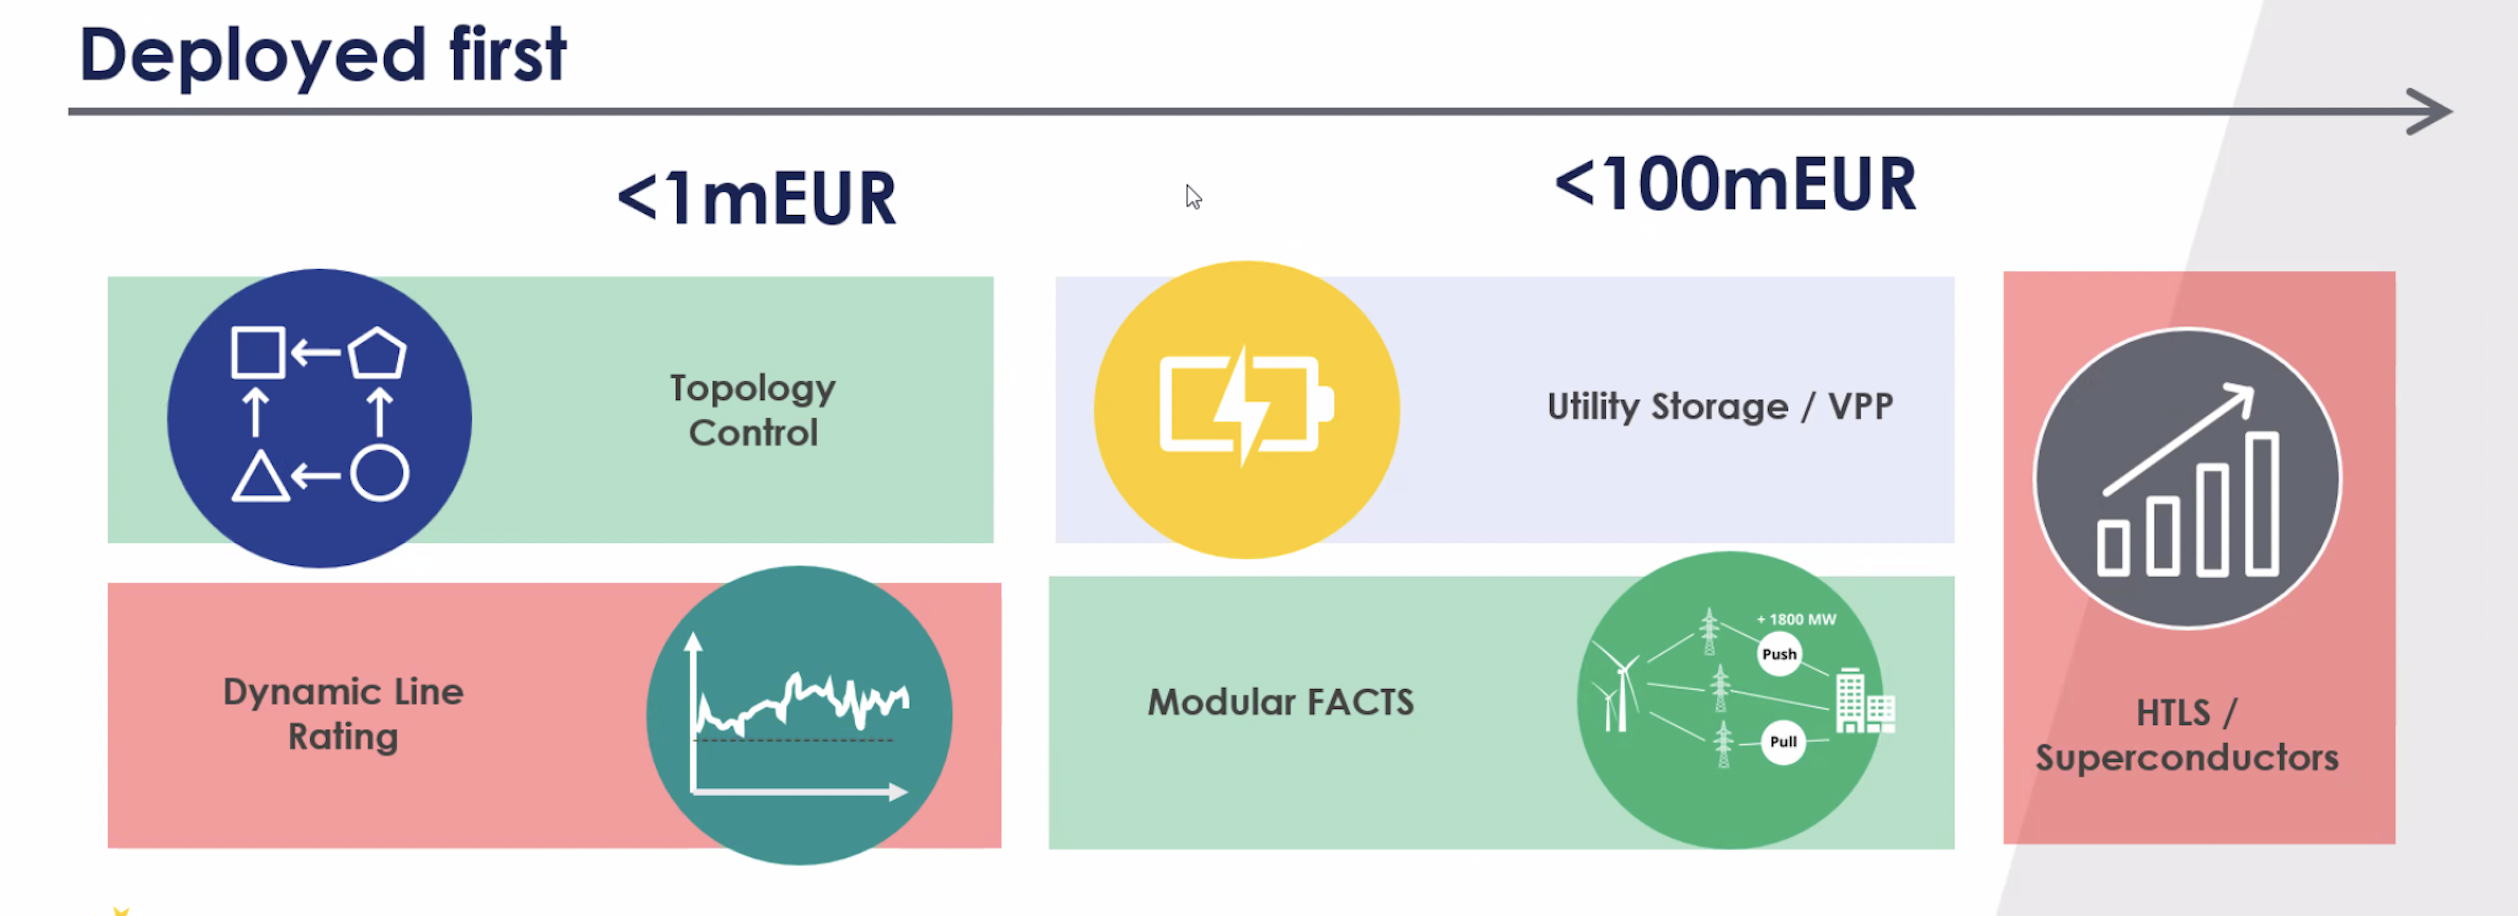 Deployed first
<1mEUR
<100mEUR
Topology
Control
Utility Storage / VPP
Dynamic Line
Rating
Modular FACTS
+ 1800 MW
Push
Pull
HTLS /
Superconductors